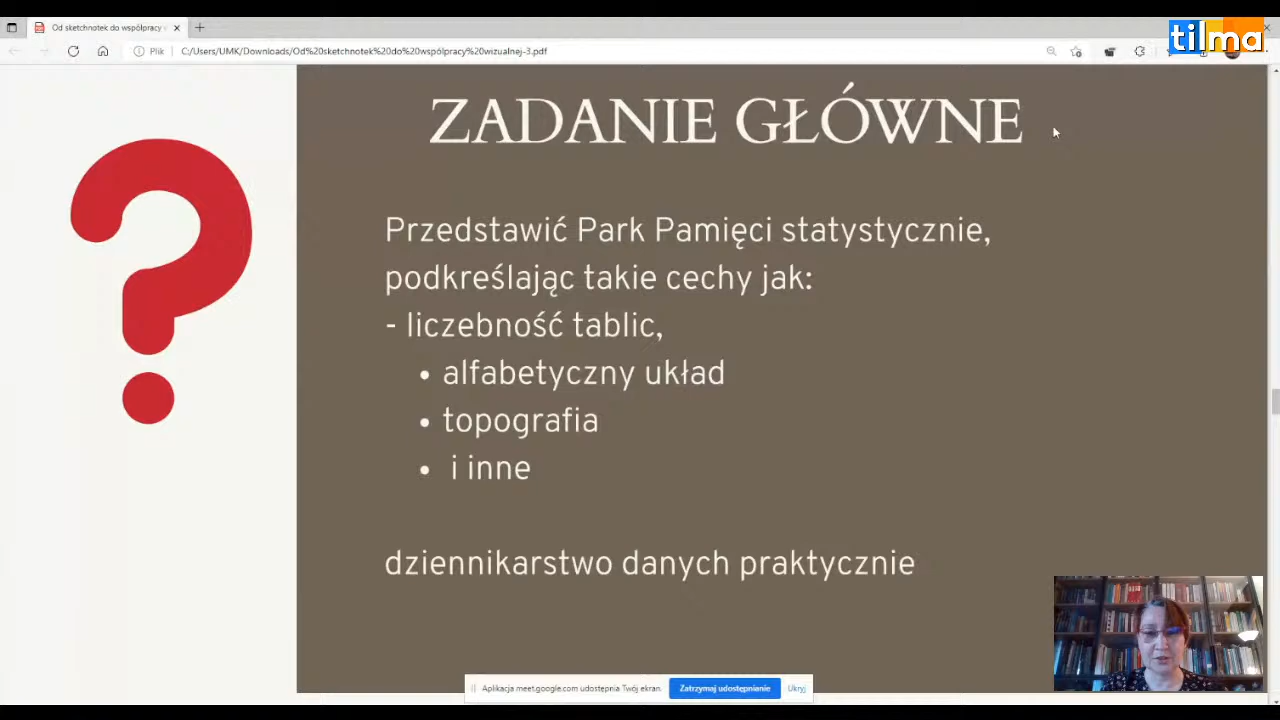 Od sketchnotek do współpracy w
tilma
Plik
C:/Users/UMK/Downloads/Od%20sketchnotek%20do%20współpracy%20wizualnej-3.pdf
ZADANIE GŁÓWNE
Przedstawić Park Pamięci statystycznie,
podkreślając takie cechy jak:
- liczebność tablic,
• alfabetyczny układ
• topografia
• i inne
dziennikarstwo danych praktycznie
Aplikacja meet.google.com udostępnia Twój ekran.
Zatrzymaj udostępnianie
Ukryj